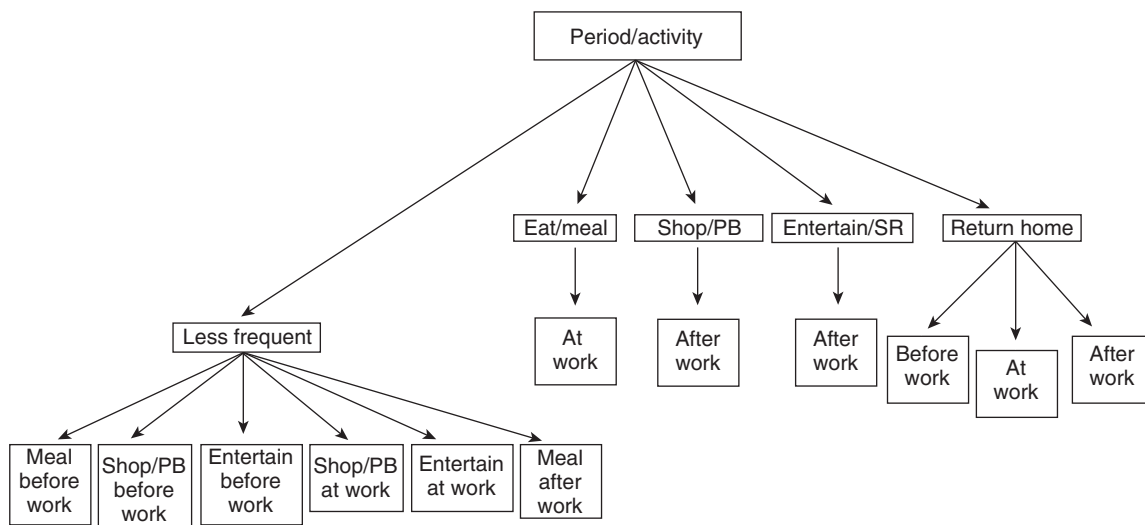 Period/activity
Eat/meal
Shop/PB
Entertain/SR
Return home
Less frequent
At
work
After
work
After
work
Before
work
At
work
After
work
Meal
before
work
Shop/PB
before
work
Entertain
before
work
Shop/PB
at work
Entertain
at work
Meal
after
work